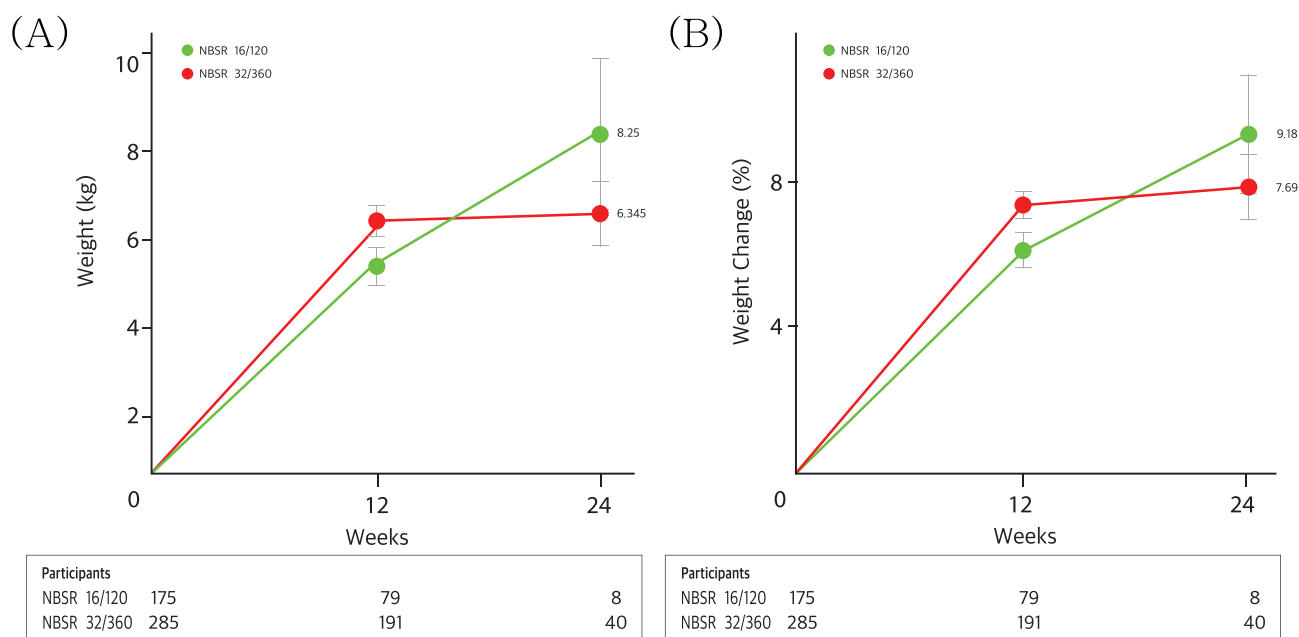 (A)
NBSR 16/120
NBSR 32/360
10
8
6
4
2
0
Weight (kg)
8.25
6.345
12
24
Weeks
Participants
NBSR 16/120 175 79 8
NBSR 32/360 285 191 40
(B)
NBSR 16/120
NBSR 32/360
8
4
0
Weight Change (%)
9.18
7.69
12
24
Weeks
Participants
NBSR 16/120 175 79 8
NBSR 32/360 285 191 40